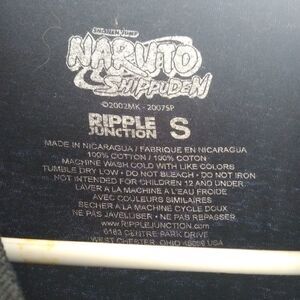 SHONEN JUMP
NARUTO
SHIPPUDEN
©2002MK - 2007SP
RIPPLE
JUNCTION
S
MADE IN NICARAGUA / FABRIQUE EN NICARAGUA
100% COTTON / 100% COTON
MACHINE WASH COLD WITH LIKE COLORS
TUMBLE DRY LOW - DO NOT BLEACH - DO NOT IRON
NOT INTENDED FOR CHILDREN 12 AND UNDER
LAVER A LA MACHINE A L'EAU FROIDE
AVEC COULEURS SIMILAIRES
SECHER A LA MACHINE CYCLE DOUX
NE PAS JAVELLISER - NE PAS REPASSER
WWW.RIPPLEJUNCTION.COM
CENTRE PARK DRIVE
WEST CHESTER, OHIO 45069 USA